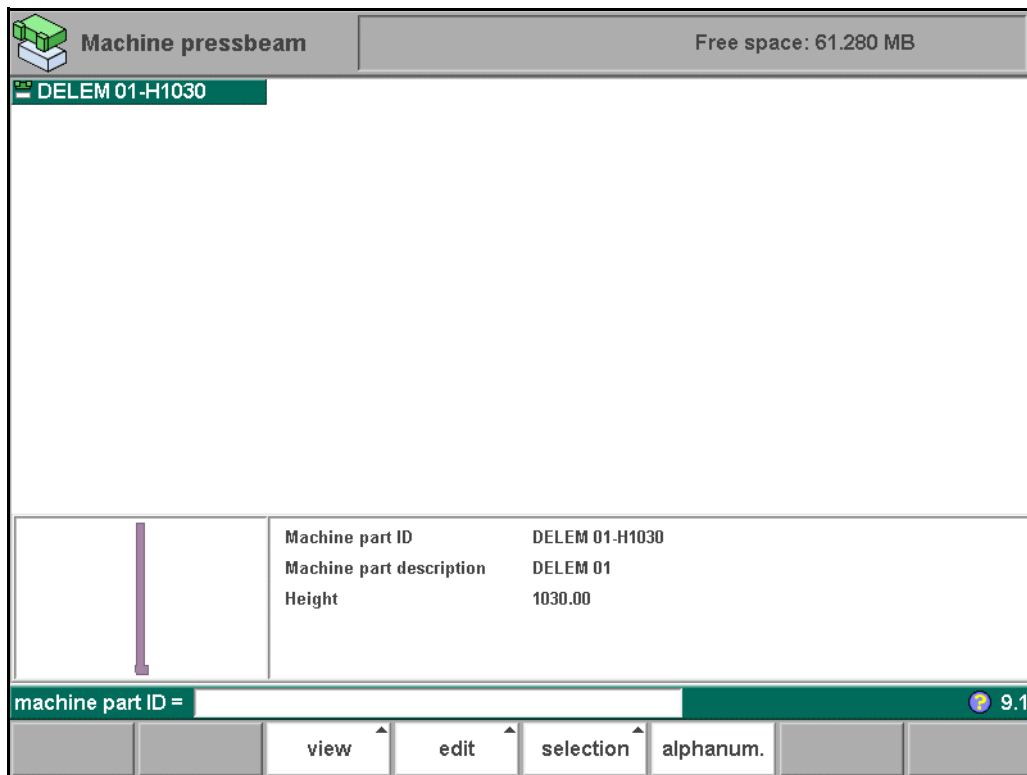 Machine pressbeam
Free space: 61.280 MB
DELEM 01-H1030
Machine part ID DELEM 01-H1030
Machine part description DELEM 01
Height 1030.00
machine part ID =
? 9.1
view edit selection alphanum.